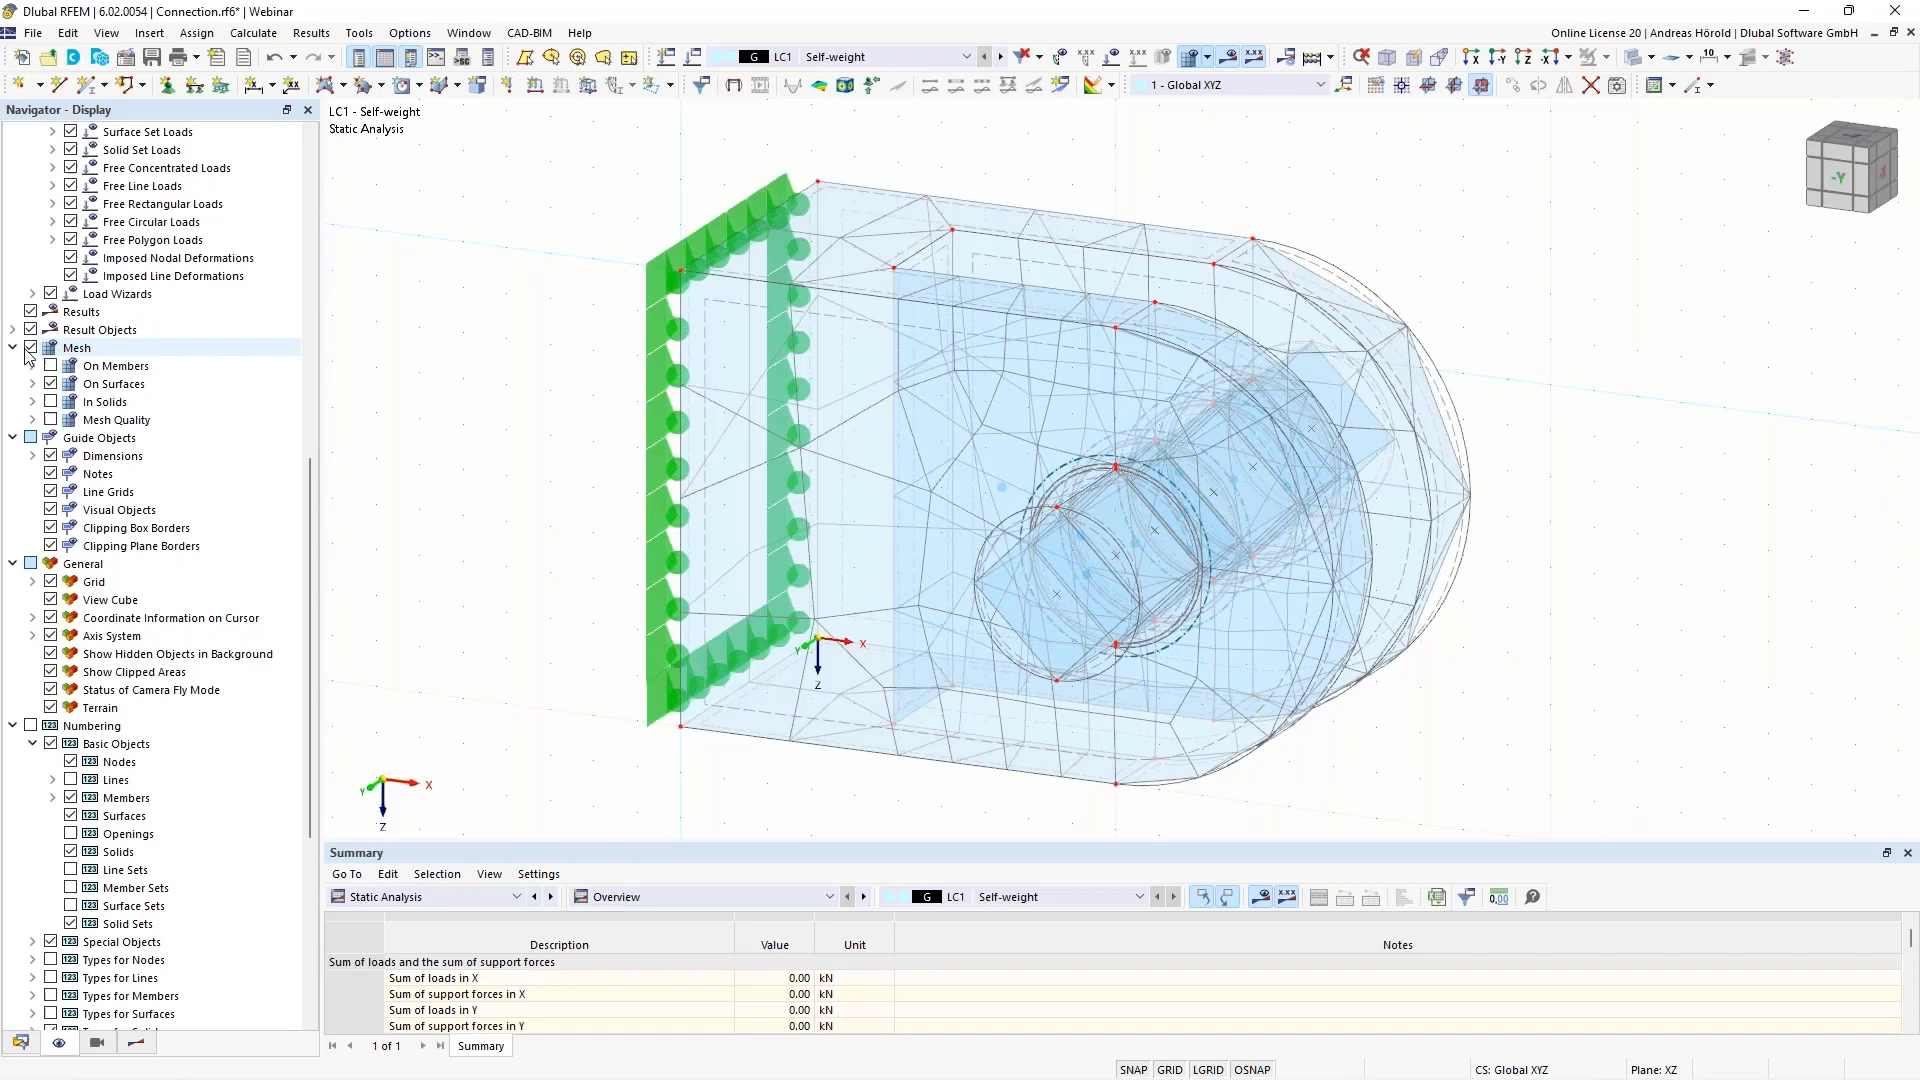 Dlubal RFEM | 6.02.0054 | Connection.rf6* | Webinar
File Edit View Insert Assign Calculate Results Tools Options Window CAD-BIM Help
Online License 20 | Andreas Hörold | Dlubal Software GmbH
G LC1 Self-weight
1 - Global XYZ
Navigator - Display
LC1 - Self-weight
Static Analysis
Surface Set Loads
Solid Set Loads
Free Concentrated Loads
Free Line Loads
Free Rectangular Loads
Free Circular Loads
Free Polygon Loads
Imposed Nodal Deformations
Imposed Line Deformations
Load Wizards
Results
Result Objects
Mesh
On Members
On Surfaces
In Solids
Mesh Quality
Guide Objects
Dimensions
Notes
Line Grids
Visual Objects
Clipping Box Borders
Clipping Plane Borders
General
Grid
View Cube
Coordinate Information on Cursor
Axis System
Show Hidden Objects in Background
Show Clipped Areas
Status of Camera Fly Mode
Terrain
Numbering
Basic Objects
Nodes
Lines
Members
Surfaces
Openings
Solids
Line Sets
Member Sets
Surface Sets
Solid Sets
Special Objects
Types for Nodes
Types for Lines
Types for Members
Types for Surfaces
-Y
X
Y
Z
X
Y
Z
Summary
Go To Edit Selection View Settings
Static Analysis Overview G LC1 Self-weight
Description Value Unit Notes
Sum of loads and the sum of support forces
Sum of loads in X 0.00 kN
Sum of support forces in X 0.00 kN
Sum of loads in Y 0.00 kN
Sum of support forces in Y 0.00 kN
1 of 1 Summary
SNAP GRID LGRID OSNAP CS: Global XYZ Plane: XZ